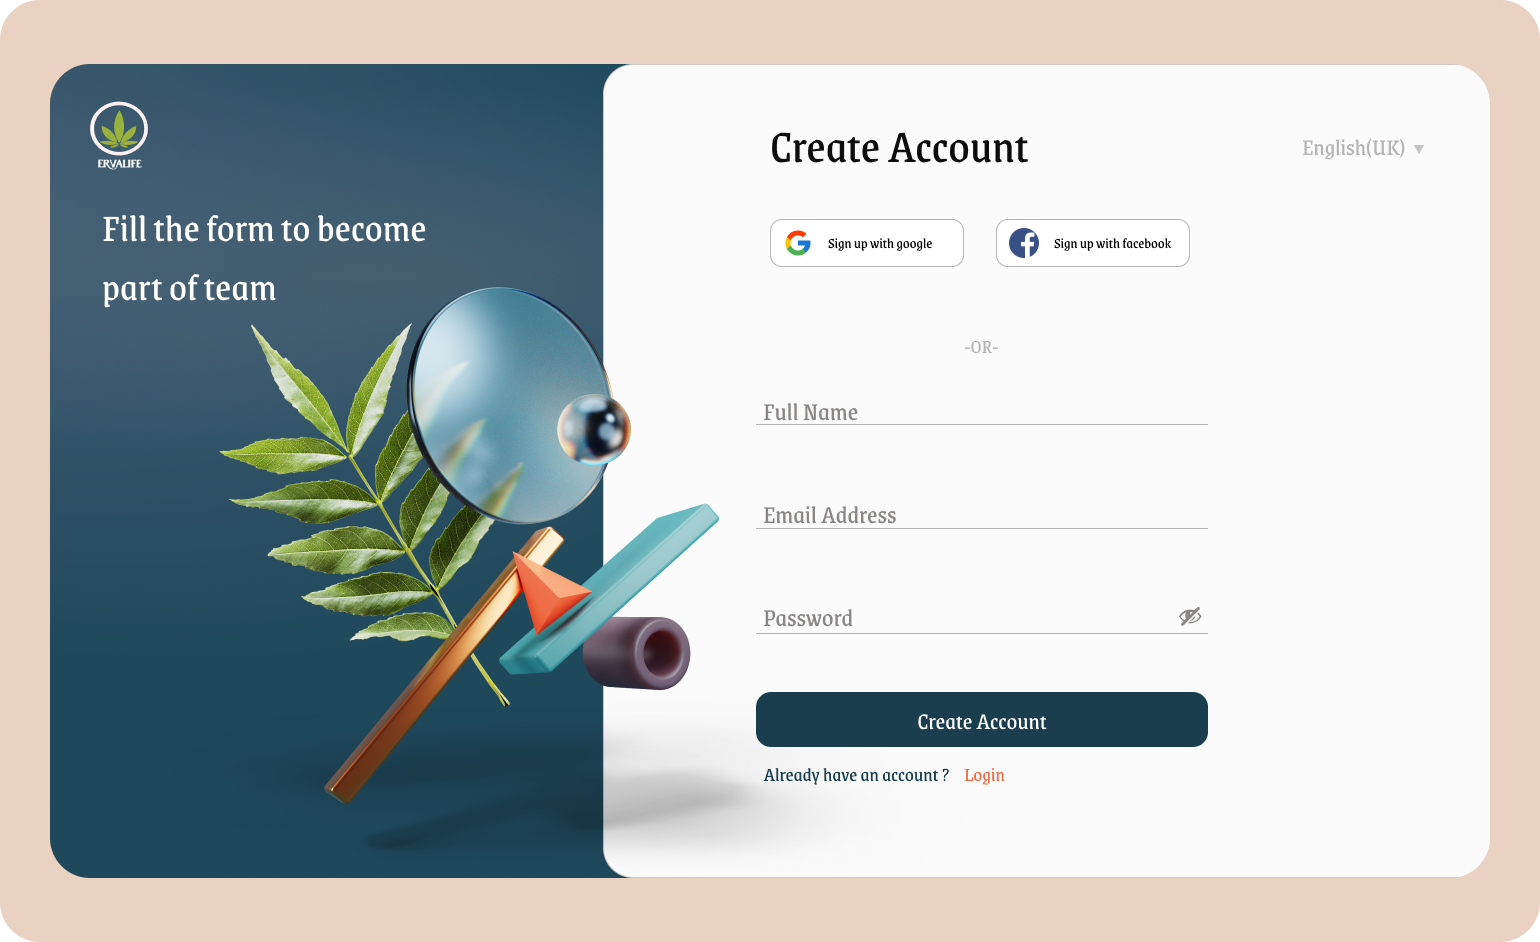 ERVALIFE
Fill the form to become
part of team
Create Account
English(UK)
Sign up with google
Sign up with facebook
-OR-
Full Name
Email Address
Password
Create Account
Already have an account ? Login